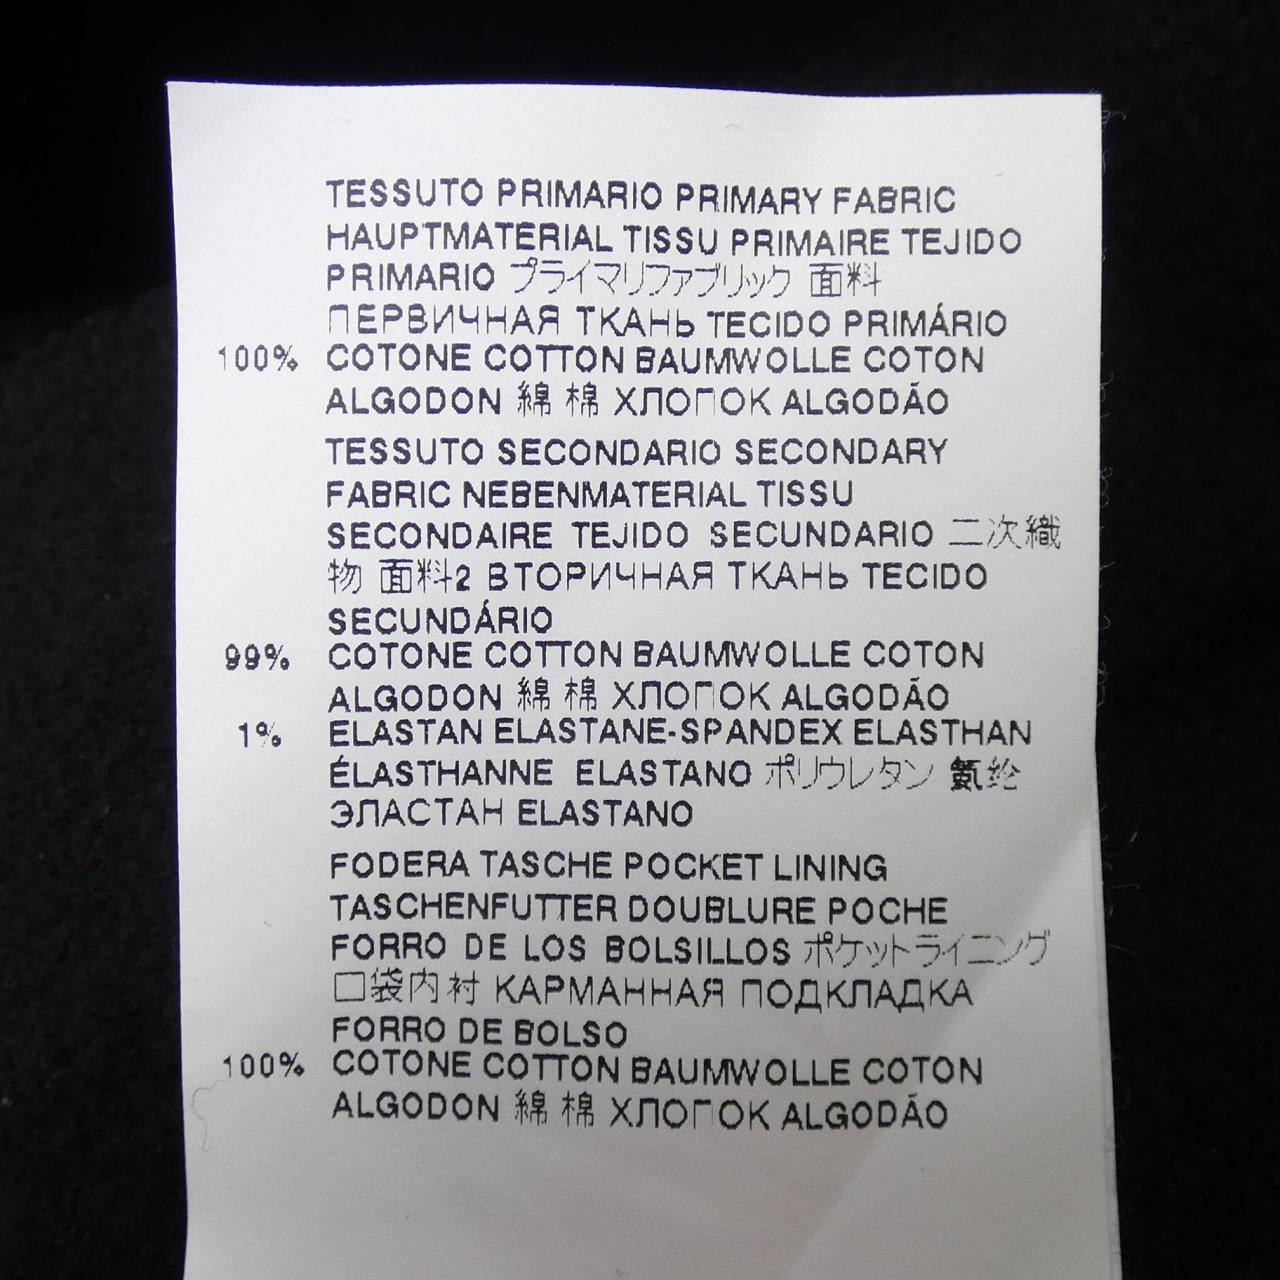 TESSUTO PRIMARIO PRIMARY FABRIC
HAUPTMATERIAL TISSU PRIMAIRE TEJIDO
PRIMARIO プライマリファブリック 面料
ПЕРВИЧНАЯ ТКАНЬ TECIDO PRIMÁRIO
100% COTONE COTTON BAUMWOLLE COTON
ALGODON 綿 棉 ХЛОПОК ALGODÃO
TESSUTO SECONDARIO SECONDARY
FABRIC NEBENMATERIAL TISSU
SECONDAIRE TEJIDO SECUNDARIO 二次織
物 面料2 ВТОРИЧНАЯ ТКАНЬ TECIDO
SECUNDÁRIO
99% COTONE COTTON BAUMWOLLE COTON
ALGODON 綿 棉 ХЛОПОК ALGODÃO
1% ELASTAN ELASTANE-SPANDEX ELASTHAN
ÉLASTHANNE ELASTANO ポリウレタン 氨纶
ЭЛАСТАН ELASTANO
FODERA TASCHE POCKET LINING
TASCHENFUTTER DOUBLURE POCHE
FORRO DE LOS BOLSILLOS ポケットライニング
口袋内衬 КАРМАННАЯ ПОДКЛАДКА
FORRO DE BOLSO
100% COTONE COTTON BAUMWOLLE COTON
ALGODON 綿 棉 ХЛОПОК ALGODÃO